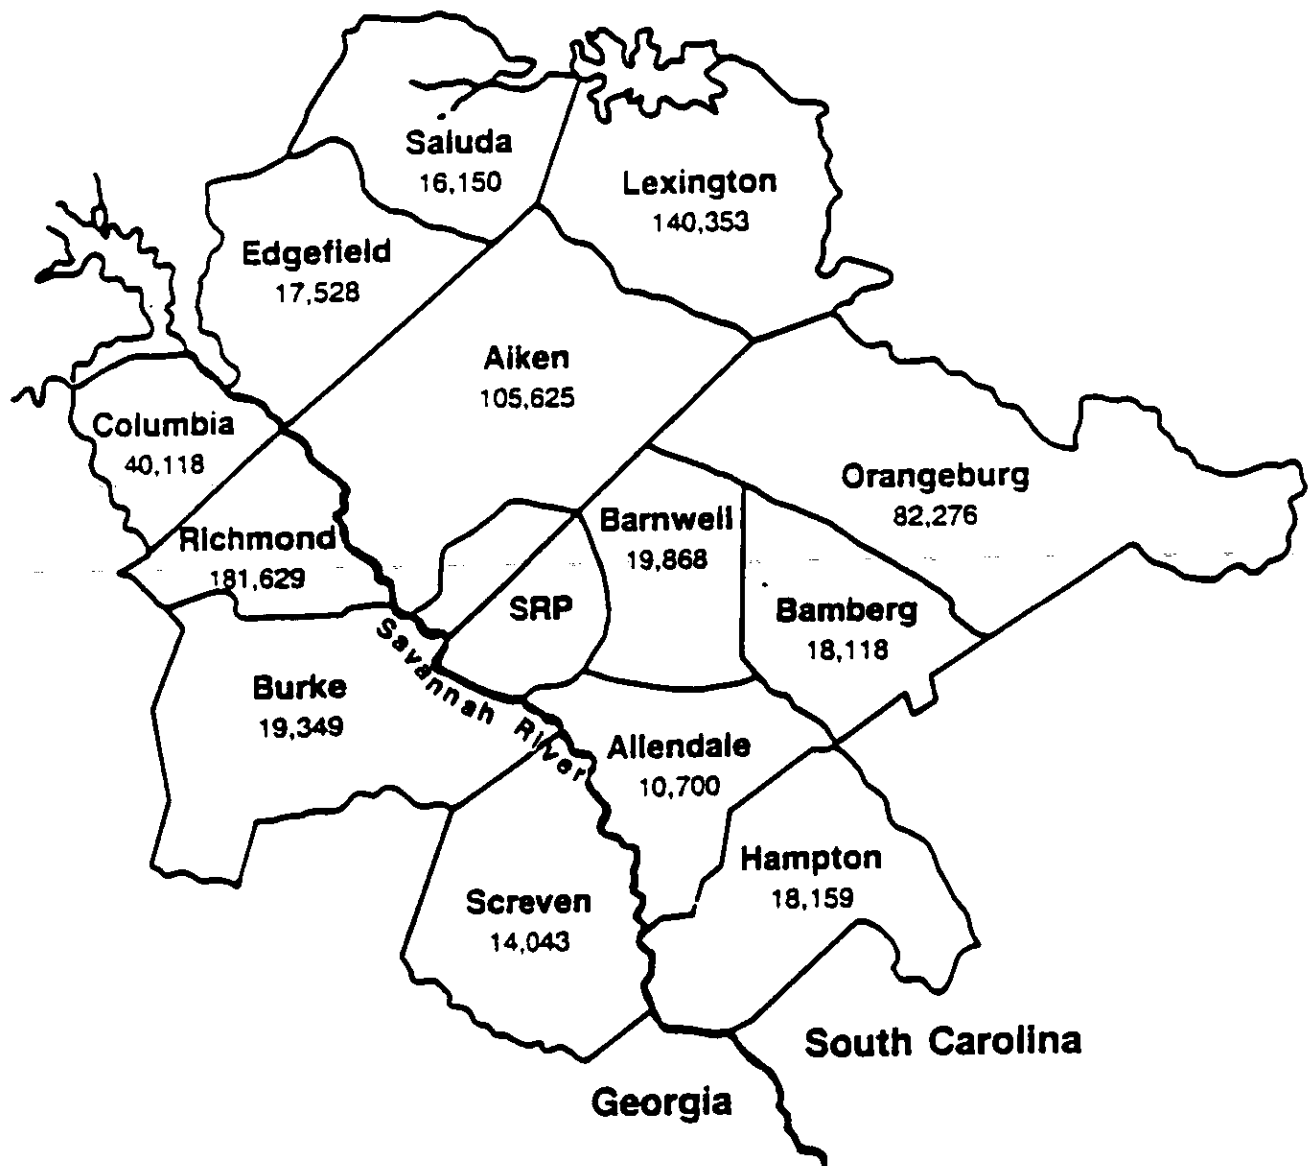 Saluda
16,150
Lexington
140,353
Edgefield
17,528
Aiken
105,625
Columbia
40,118
Orangeburg
82,276
Richmond
181,629
Barnwell
19,868
SRP
Bamberg
18,118
Savannah River
Burke
19,349
Allendale
10,700
Hampton
18,159
Screven
14,043
South Carolina
Georgia